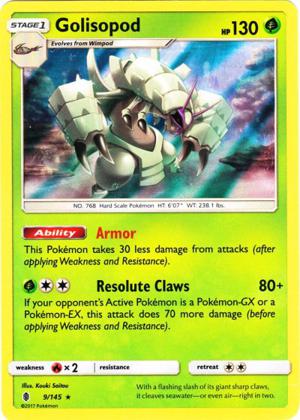 STAGE 1
Golisopod
HP 130
Evolves from Wimpod
NO. 768 Hard Scale Pokémon HT: 6'07" WT: 238.1 lbs.
Ability Armor
This Pokémon takes 30 less damage from attacks (after
applying Weakness and Resistance).
Resolute Claws 80+
If your opponent's Active Pokémon is a Pokémon-GX or a
Pokémon-EX, this attack does 70 more damage (before
applying Weakness and Resistance).
weakness ×2 resistance retreat
Illus. Kouki Saitou
9/145 ★
©2017 Pokémon
With a flashing slash of its giant sharp claws,
it cleaves seawater—or even air—right in two.